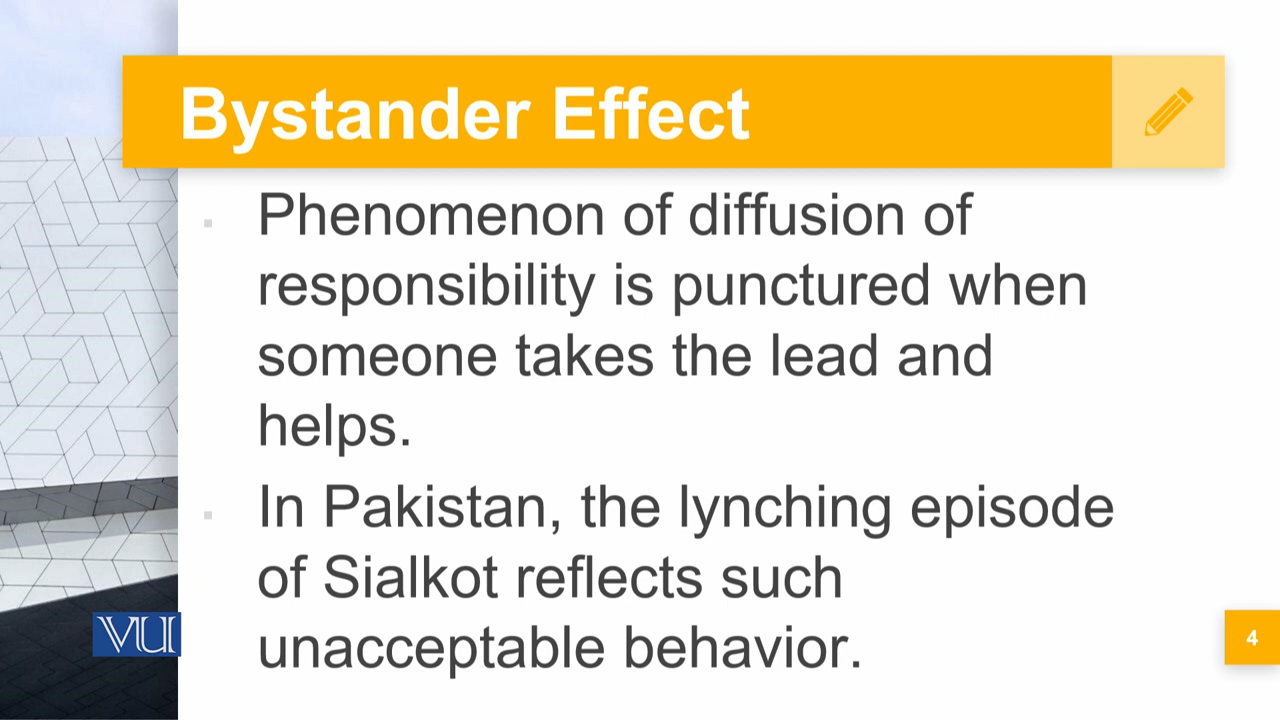 Bystander Effect
Phenomenon of diffusion of
responsibility is punctured when
someone takes the lead and
helps.
In Pakistan, the lynching episode
of Sialkot reflects such
unacceptable behavior.
VU
4